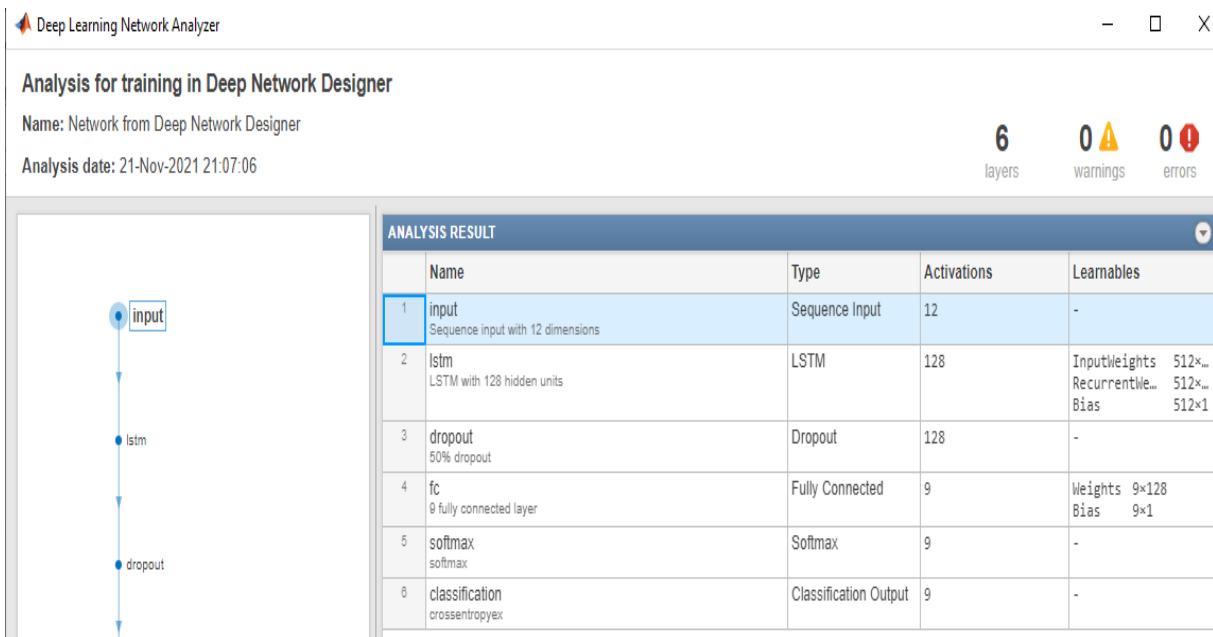 Deep Learning Network Analyzer
Analysis for training in Deep Network Designer
Name: Network from Deep Network Designer
Analysis date: 21-Nov-2021 21:07:06
6 layers
0 warnings
0 errors
input
lstm
dropout
ANALYSIS RESULT
Name Type Activations Learnables
1 input Sequence Input 12 -
Sequence input with 12 dimensions
2 lstm LSTM 128 InputWeights 512×…
LSTM with 128 hidden units RecurrentWe… 512×…
Bias 512×1
3 dropout Dropout 128 -
50% dropout
4 fc Fully Connected 9 Weights 9×128
9 fully connected layer Bias 9×1
5 softmax Softmax 9 -
softmax
6 classification Classification Output 9 -
crossentropyex